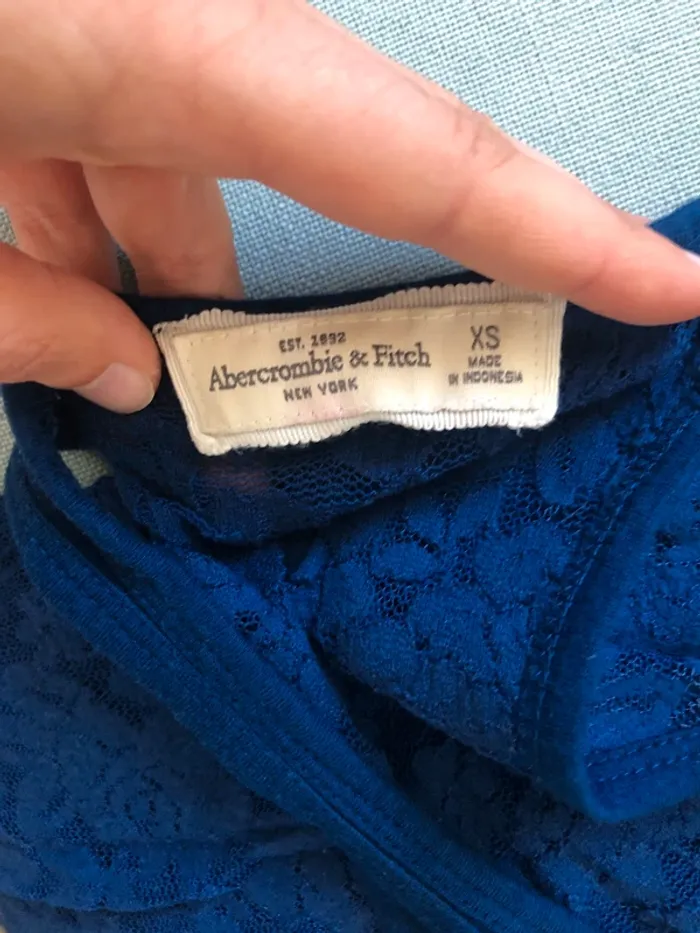 EST. 1892
Abercrombie & Fitch
NEW YORK
XS
MADE
IN INDONESIA